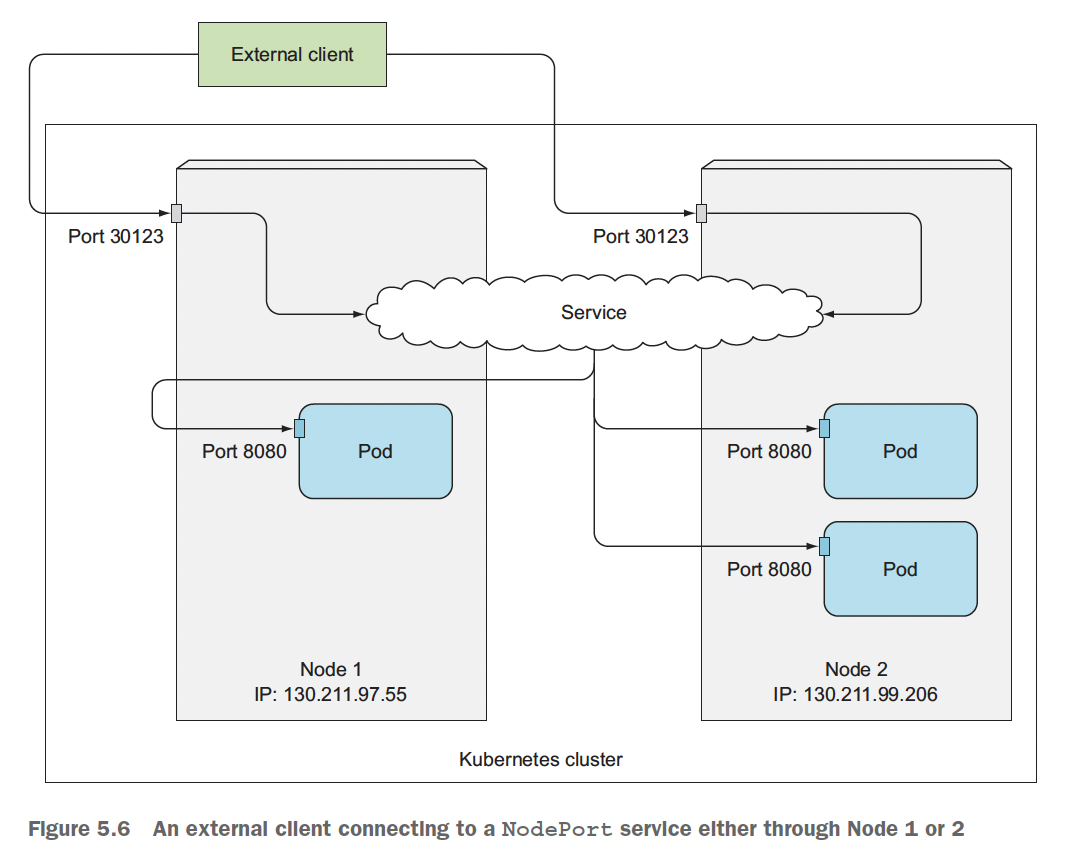 External client
Port 30123
Port 30123
Service
Port 8080
Pod
Port 8080
Pod
Port 8080
Pod
Node 1
IP: 130.211.97.55
Node 2
IP: 130.211.99.206
Kubernetes cluster
Figure 5.6 An external client connecting to a NodePort service either through Node 1 or 2